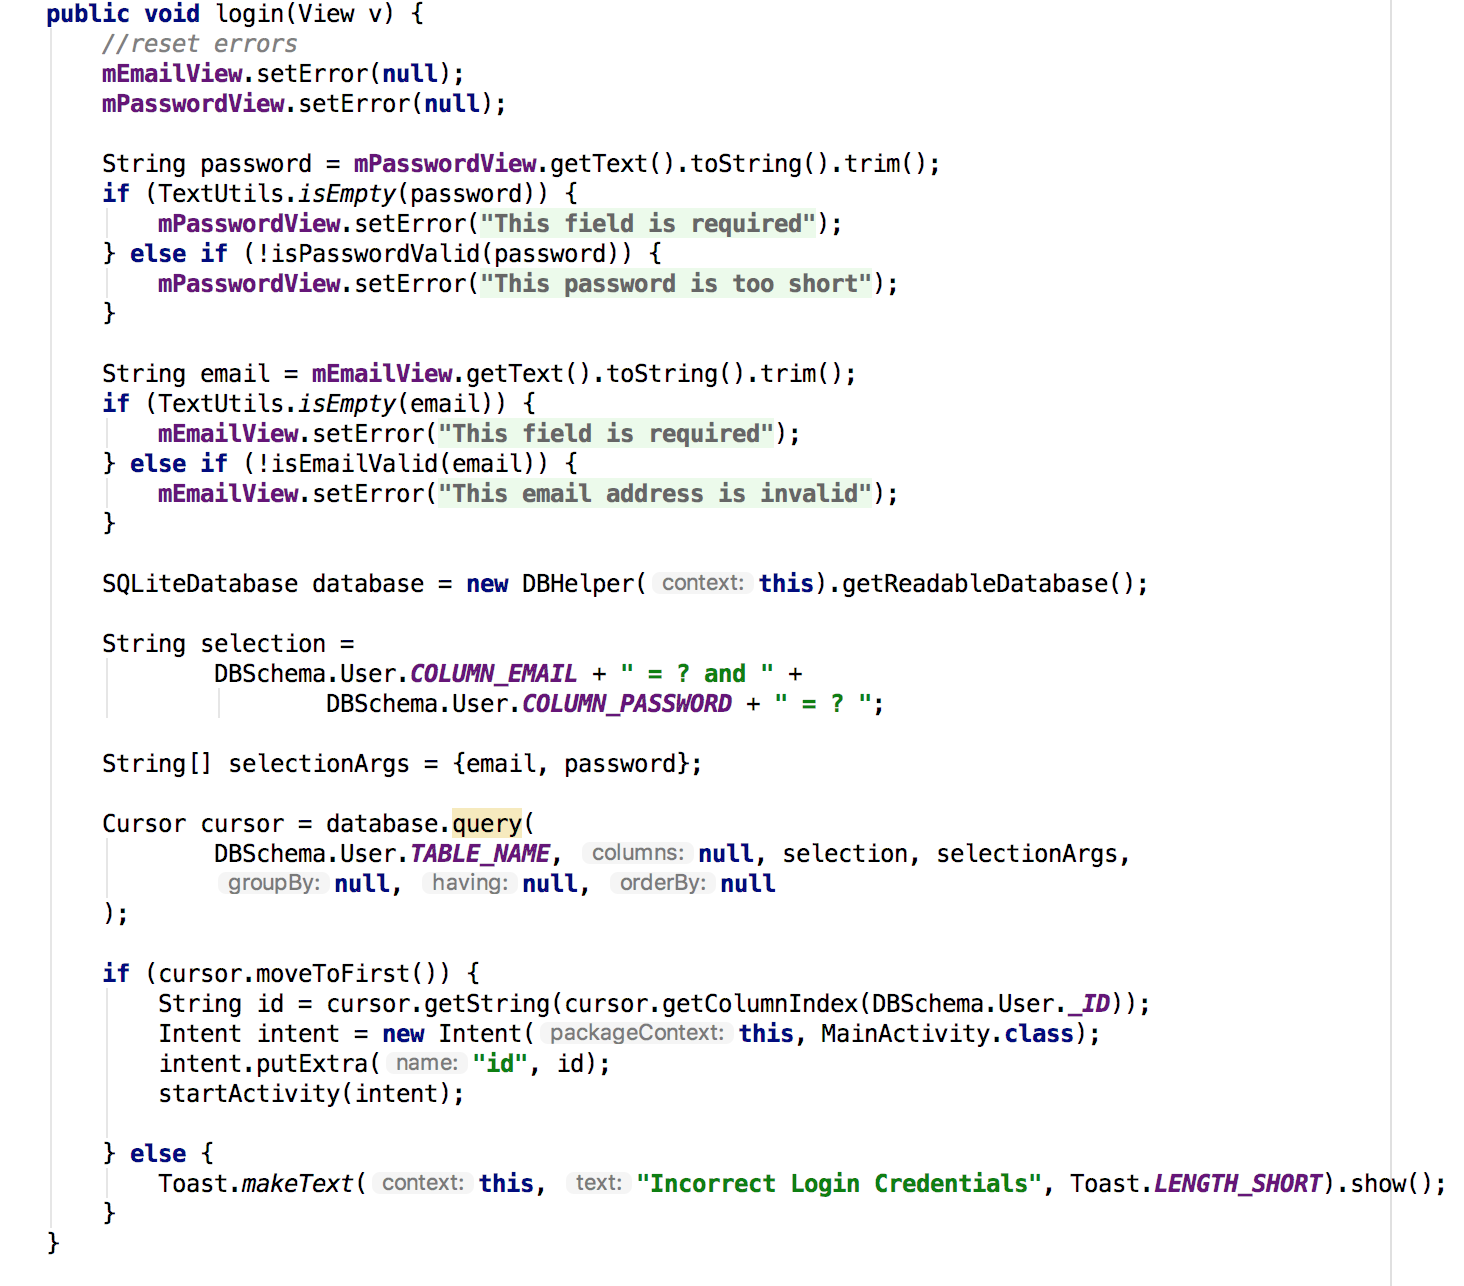 public void login(View v) {
//reset errors
mEmailView.setError(null);
mPasswordView.setError(null);
String password = mPasswordView.getText().toString().trim();
if (TextUtils.isEmpty(password)) {
mPasswordView.setError("This field is required");
} else if (!isPasswordValid(password)) {
mPasswordView.setError("This password is too short");
}
String email = mEmailView.getText().toString().trim();
if (TextUtils.isEmpty(email)) {
mEmailView.setError("This field is required");
} else if (!isEmailValid(email)) {
mEmailView.setError("This email address is invalid");
}
SQLiteDatabase database = new DBHelper( context: this).getReadableDatabase();
String selection =
DBSchema.User.COLUMN_EMAIL + " = ? and " +
DBSchema.User.COLUMN_PASSWORD + " = ? ";
String[] selectionArgs = {email, password};
Cursor cursor = database.query(
DBSchema.User.TABLE_NAME, columns: null, selection, selectionArgs,
groupBy: null, having: null, orderBy: null
);
if (cursor.moveToFirst()) {
String id = cursor.getString(cursor.getColumnIndex(DBSchema.User._ID));
Intent intent = new Intent( packageContext: this, MainActivity.class);
intent.putExtra( name: "id", id);
startActivity(intent);
} else {
Toast.makeText( context: this, text: "Incorrect Login Credentials", Toast.LENGTH_SHORT).show();
}
}